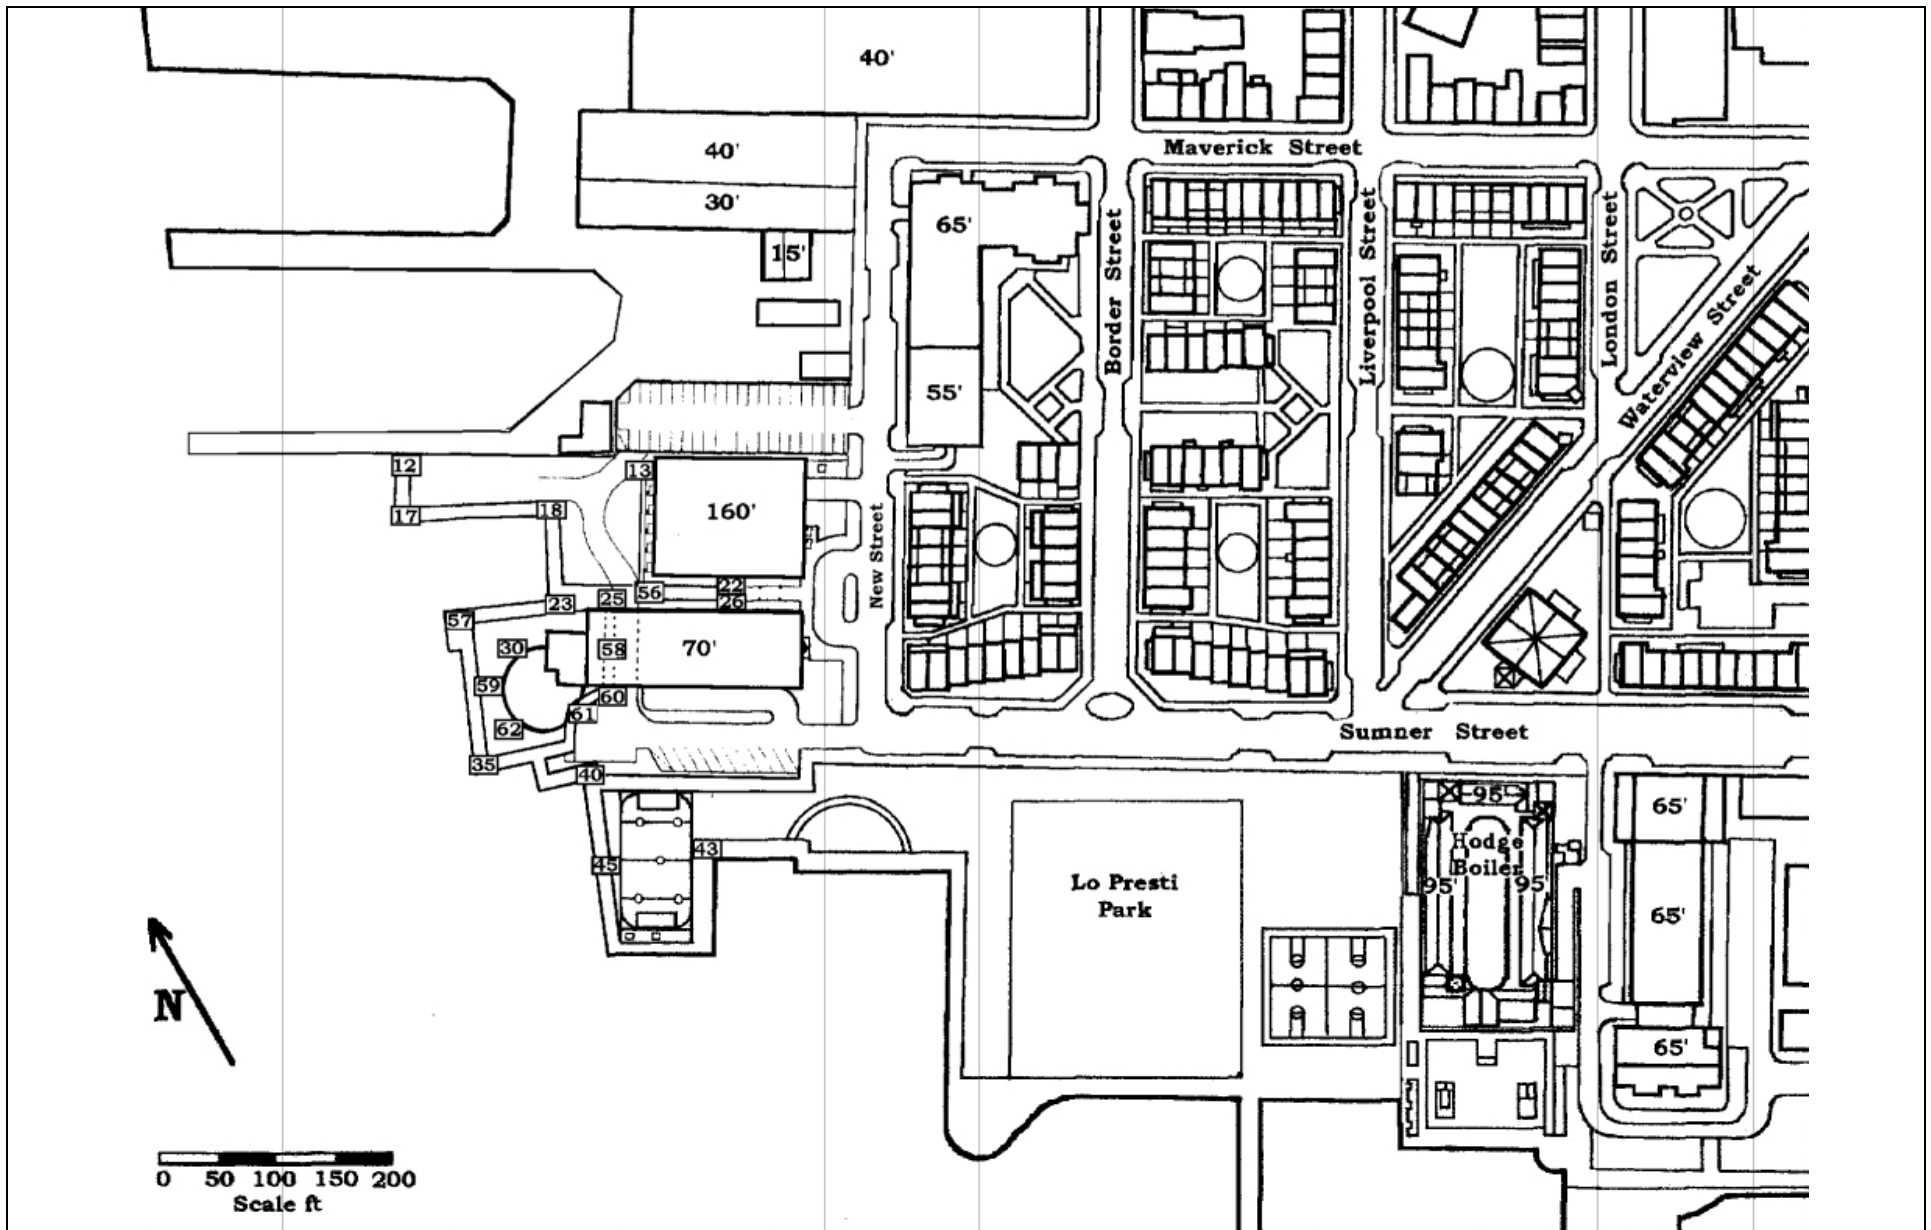 40'
Maverick Street
40'
30'
65'
15'
Border Street
Liverpool Street
London Street
Waterview Street
55'
12
13
17
18
160'
New Street
22
56
25
26
23
57
30
58
70'
59
60
61
62
35
40
Sumner Street
43
45
Lo Presti
Park
95'
Hodge
Boiler
95'
95'
65'
65'
65'
N
0 50 100 150 200
Scale ft